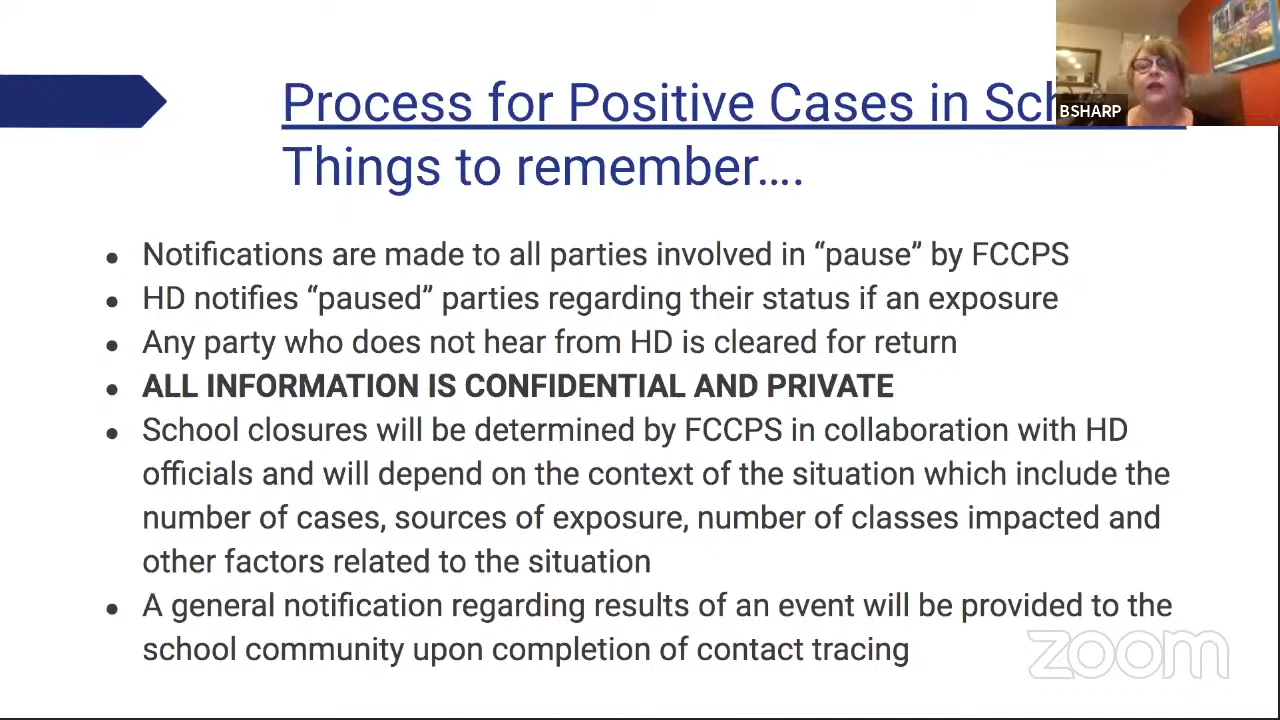 Process for Positive Cases in
BSHARP
Things to remember….
● Notifications are made to all parties involved in “pause” by FCCPS
● HD notifies “paused” parties regarding their status if an exposure
● Any party who does not hear from HD is cleared for return
● ALL INFORMATION IS CONFIDENTIAL AND PRIVATE
● School closures will be determined by FCCPS in collaboration with HD
officials and will depend on the context of the situation which include the
number of cases, sources of exposure, number of classes impacted and
other factors related to the situation
● A general notification regarding results of an event will be provided to the
school community upon completion of contact tracing
zoom